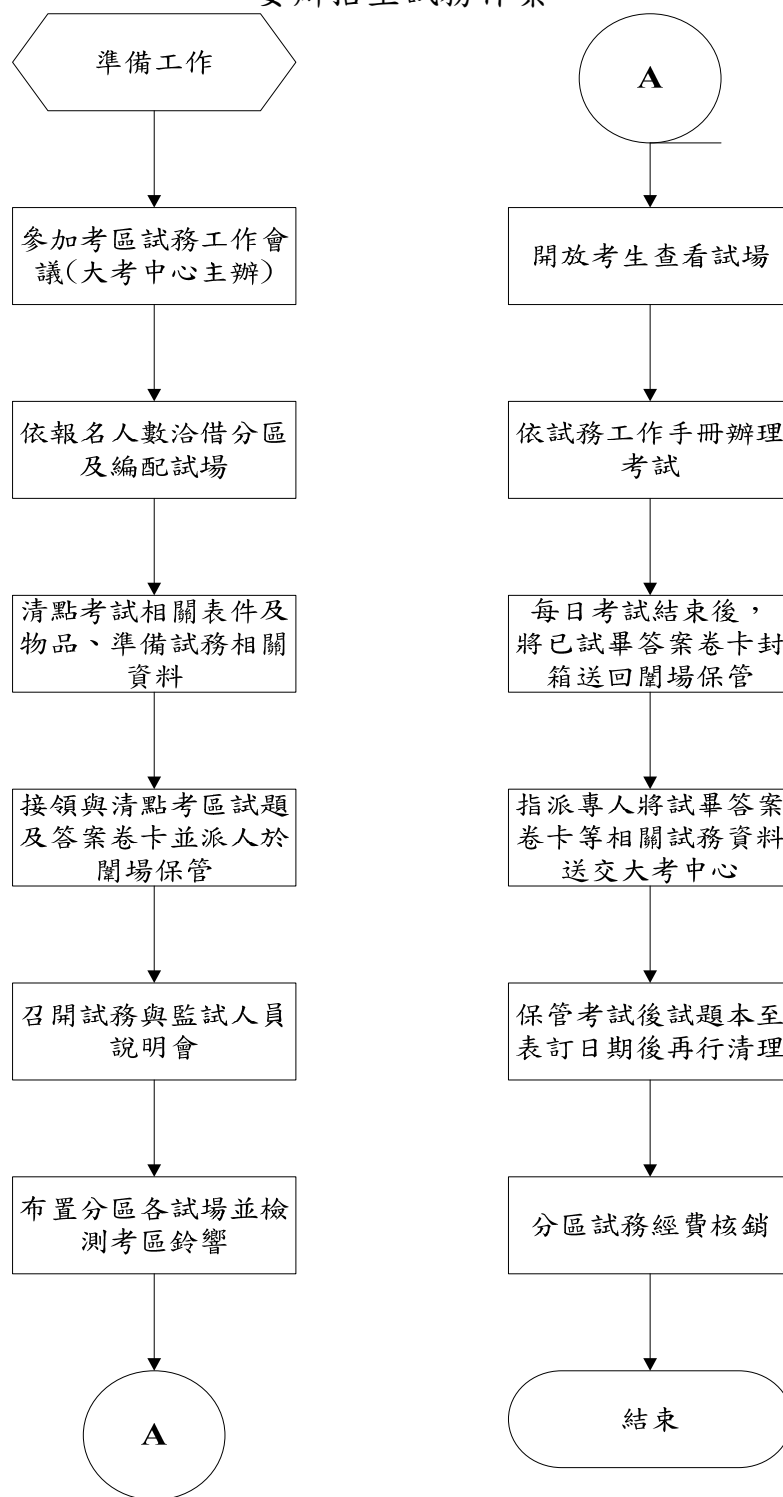 準備工作
參加考區試務工作會
議(大考中心主辦)
依報名人數洽借分區
及編配試場
清點考試相關表件及
物品、準備試務相關
資料
接領與清點考區試題
及答案卷卡並派人於
闈場保管
召開試務與監試人員
說明會
布置分區各試場並檢
測考區鈴響
A
A
開放考生查看試場
依試務工作手冊辦理
考試
每日考試結束後，
將已試畢答案卷卡封
箱送回闈場保管
指派專人將試畢答案
卷卡等相關試務資料
送交大考中心
保管考試後試題本至
表訂日期後再行清理
分區試務經費核銷
結束